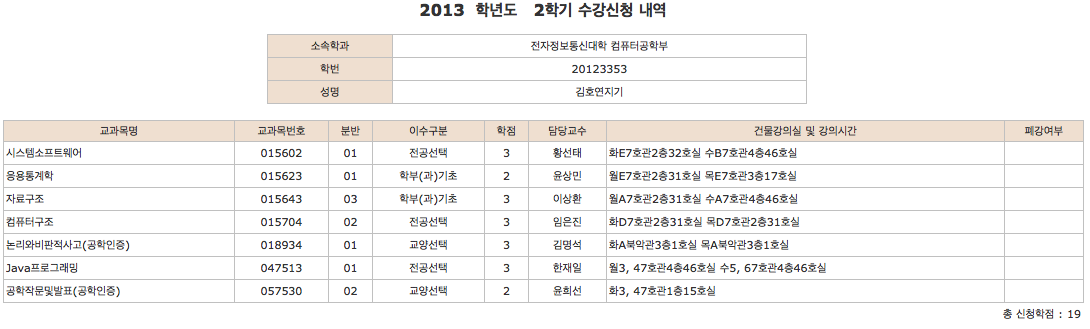 2013 학년도 2학기 수강신청 내역
소속학과 전자정보통신대학 컴퓨터공학부
학번 20123353
성명 김호연지기
교과목명 교과목번호 분반 이수구분 학점 담당교수 건물강의실 및 강의시간 폐강여부
시스템소프트웨어 015602 01 전공선택 3 황선태 화E7호관2층32호실 수B7호관4층46호실
응용통계학 015623 01 학부(과)기초 2 윤상민 월E7호관2층31호실 목E7호관3층17호실
자료구조 015643 03 학부(과)기초 3 이상환 월A7호관2층31호실 수A7호관4층46호실
컴퓨터구조 015704 02 전공선택 3 임은진 화D7호관2층31호실 목D7호관2층31호실
논리와비판적사고(공학인증) 018934 01 교양선택 3 김명석 화A북악관3층1호실 목A북악관3층1호실
Java프로그래밍 047513 01 전공선택 3 한재일 월3, 47호관4층46호실 수5, 67호관4층46호실
공학작문및발표(공학인증) 057530 02 교양선택 2 윤희선 화3, 47호관1층15호실
총 신청학점 : 19